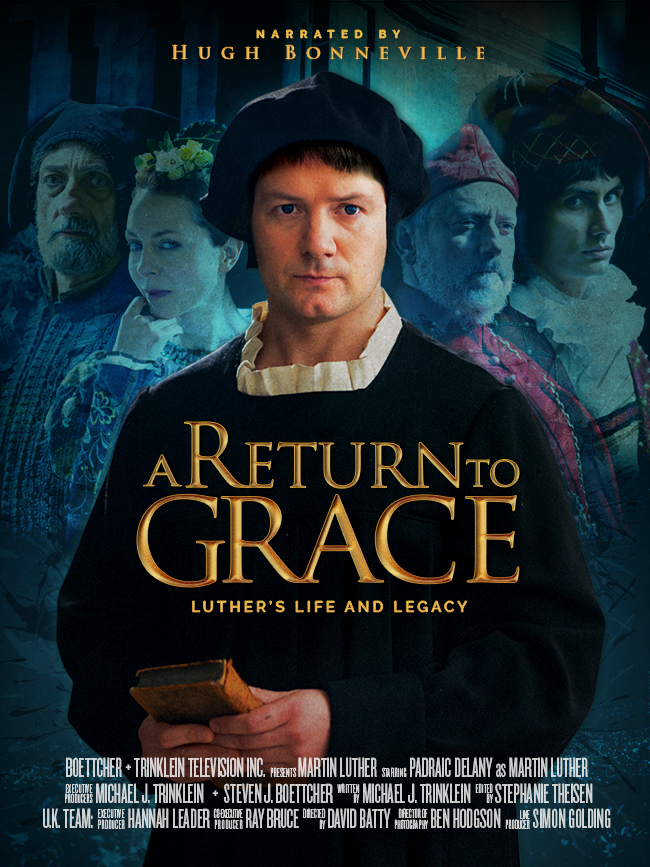 NARRATED BY
HUGH BONNEVILLE
A RETURN TO
GRACE
LUTHER'S LIFE AND LEGACY
BOETTCHER + TRINKLEIN TELEVISION INC. PRESENTS MARTIN LUTHER STARRING PADRAIC DELANY as MARTIN LUTHER
EXECUTIVE PRODUCERS MICHAEL J. TRINKLEIN + STEVEN J. BOETTCHER WRITTEN BY MICHAEL J. TRINKLEIN EDITED BY STEPHANIE THEISEN
U.K. TEAM: EXECUTIVE PRODUCER HANNAH LEADER CO-EXECUTIVE PRODUCER RAY BRUCE DIRECTED BY DAVID BATTY DIRECTOR OF PHOTOGRAPHY BEN HODGSON LINE PRODUCER SIMON GOLDING